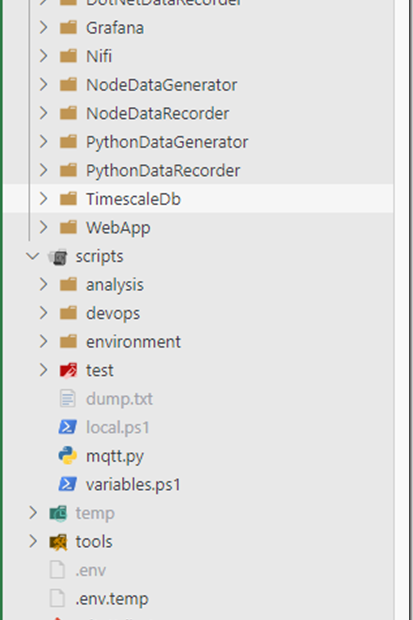 DotNetDataRecorder
Grafana
Nifi
NodeDataGenerator
NodeDataRecorder
PythonDataGenerator
PythonDataRecorder
TimescaleDb
WebApp
scripts
analysis
devops
environment
test
dump.txt
local.ps1
mqtt.py
variables.ps1
temp
tools
.env
.env.temp